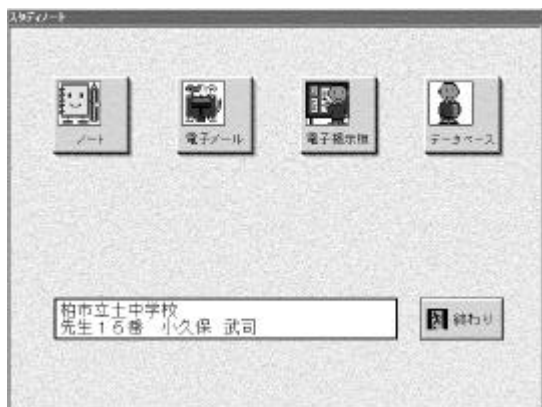 スタディノート
ノート
電子メール
電子掲示板
データベース
柏市立土中学校
先生16番 小久保 武司
終わり